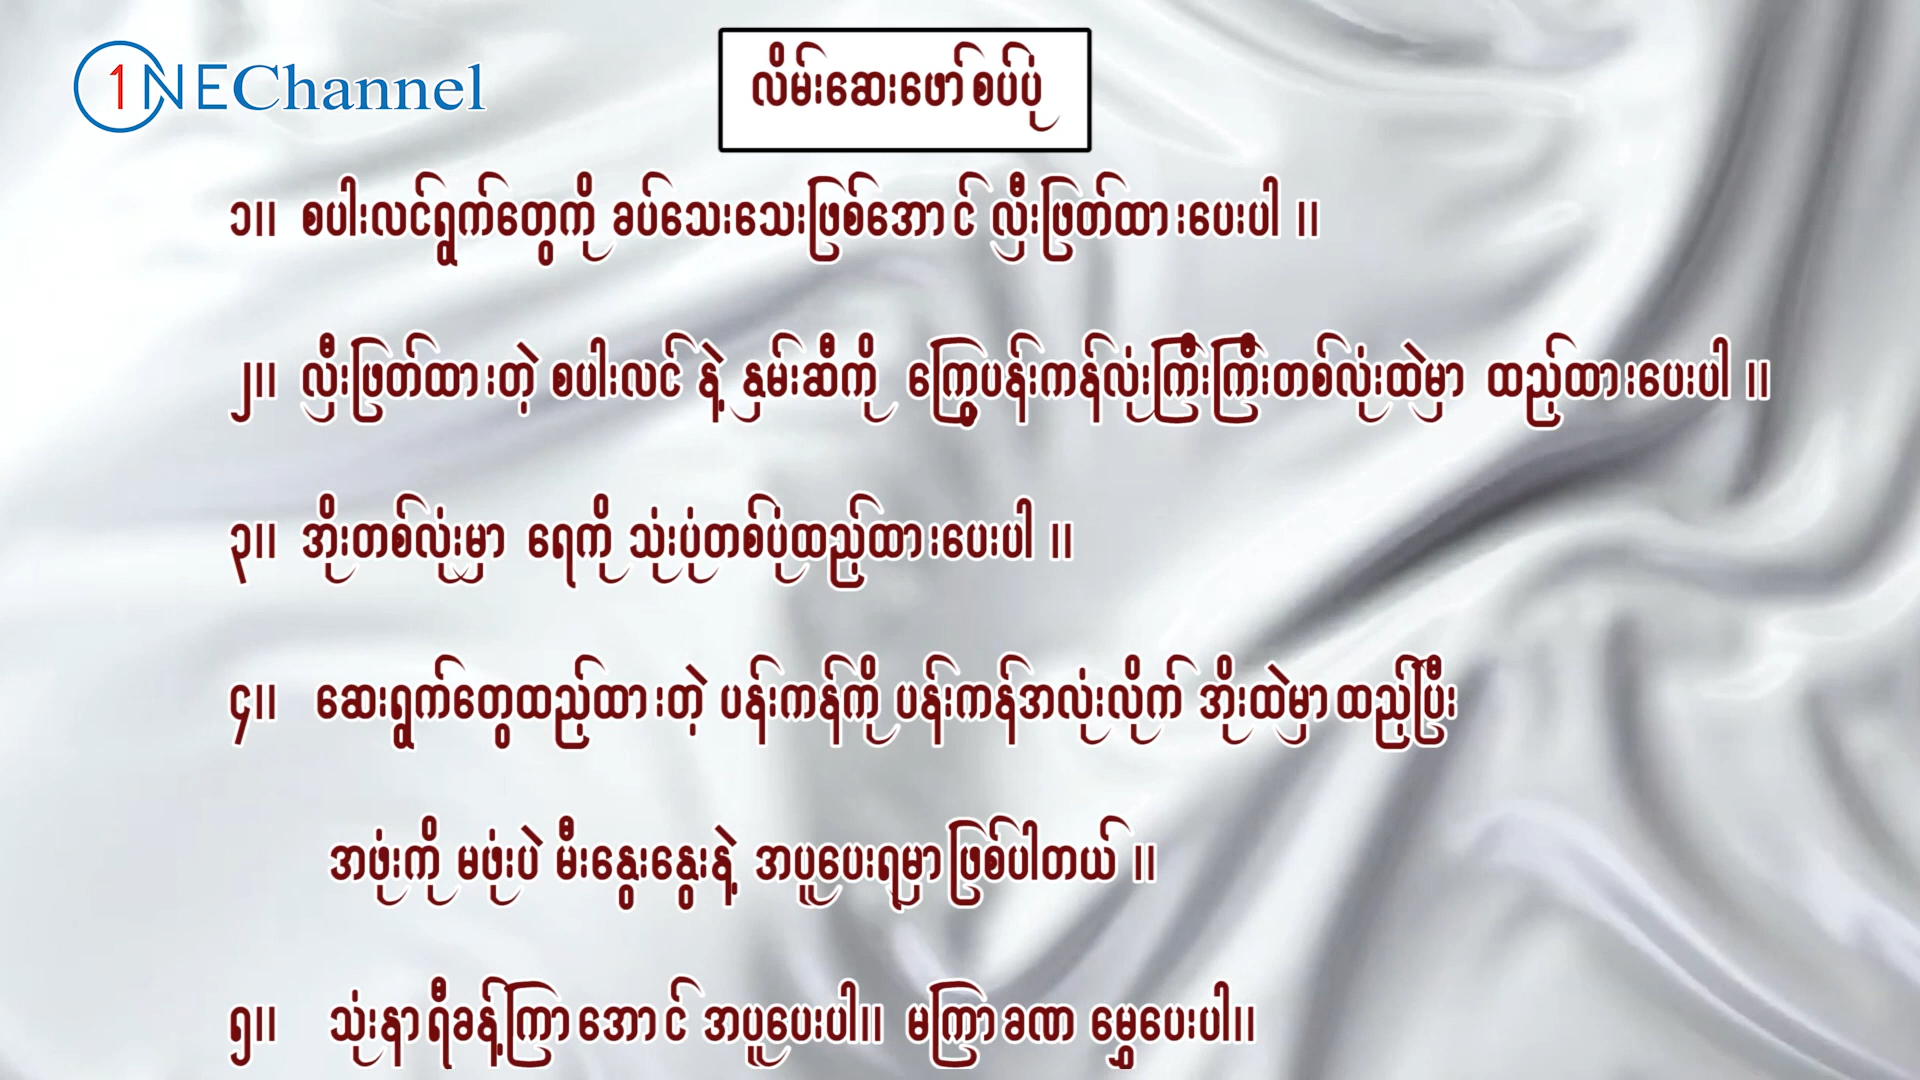 1NEChannel
လိမ်းဆေးဖော်စပ်ပုံ
၁။ စပါးလင်ရွက်တွေကို ခပ်သေးသေးဖြစ်အောင် လှီးဖြတ်ထားပေးပါ ။
၂။ လှီးဖြတ်ထားတဲ့ စပါးလင် နဲ့ နှမ်းဆီကို ကြွေပန်းကန်လုံးကြီးကြီးတစ်လုံးထဲမှာ ထည့်ထားပေးပါ ။
၃။ အိုးတစ်လုံးမှာ ရေကို သုံးပုံတစ်ပုံထည့်ထားပေးပါ ။
၄။ ဆေးရွက်တွေထည့်ထားတဲ့ ပန်းကန်ကို ပန်းကန်အလုံးလိုက် အိုးထဲမှာထည့်ပြီး
အဖုံးကို မဖုံးပဲ မီးနွေးနွေးနဲ့ အပူပေးရမှာဖြစ်ပါတယ် ။
၅။ သုံးနာရီခန့်ကြာအောင် အပူပေးပါ။ မကြာခဏ မွှေပေးပါ။